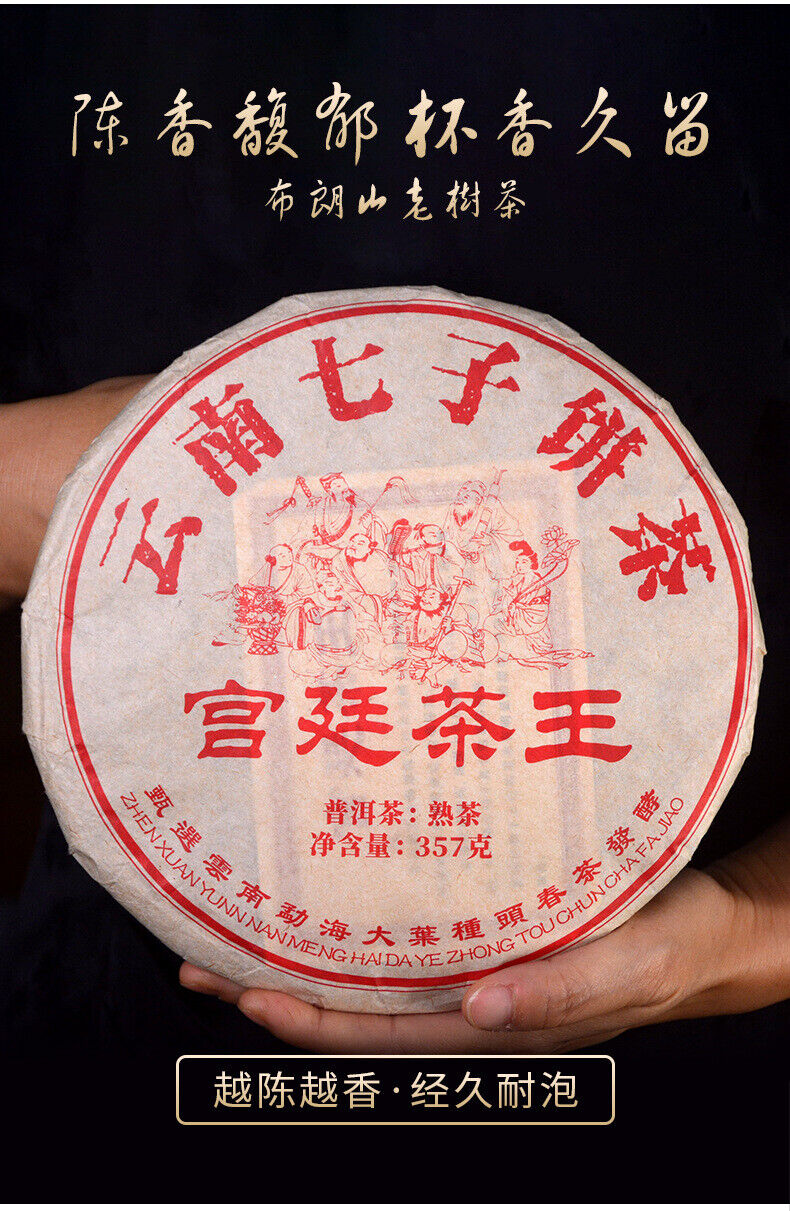 陈香馥郁杯香久留
布朗山老樹茶
云南七子饼茶
宫廷茶王
普洱茶：熟茶
净含量：357克
甄選雲南勐海大葉種頭春茶發酵
ZHEN XUAN YUNN NAN MENG HAI DA YE ZHONG TOU CHUN CHA FA JIAO
越陈越香·经久耐泡